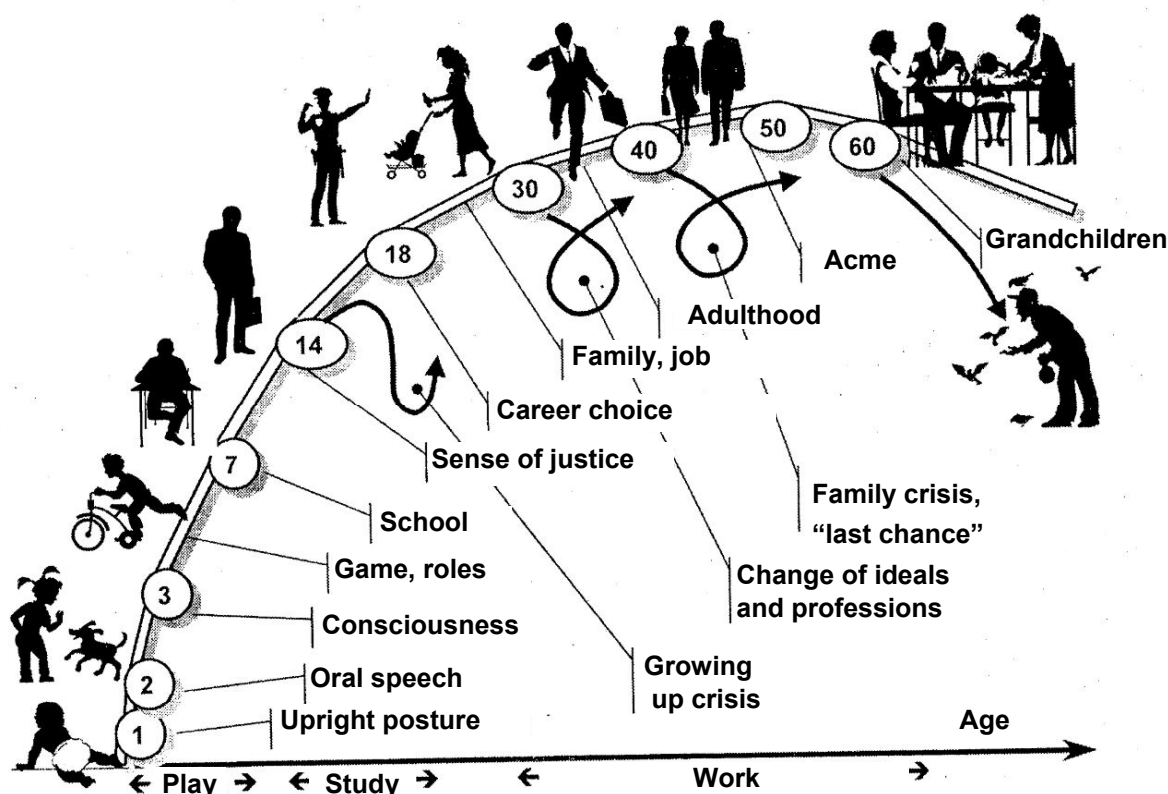 50
40
60
30
Grandchildren
18
Acme
Adulthood
14
Family, job
Career choice
7
Sense of justice
School
Family crisis,
“last chance”
Game, roles
Change of ideals
and professions
3
Consciousness
Growing
up crisis
2
Oral speech
1
Upright posture
Age
Play
Study
Work